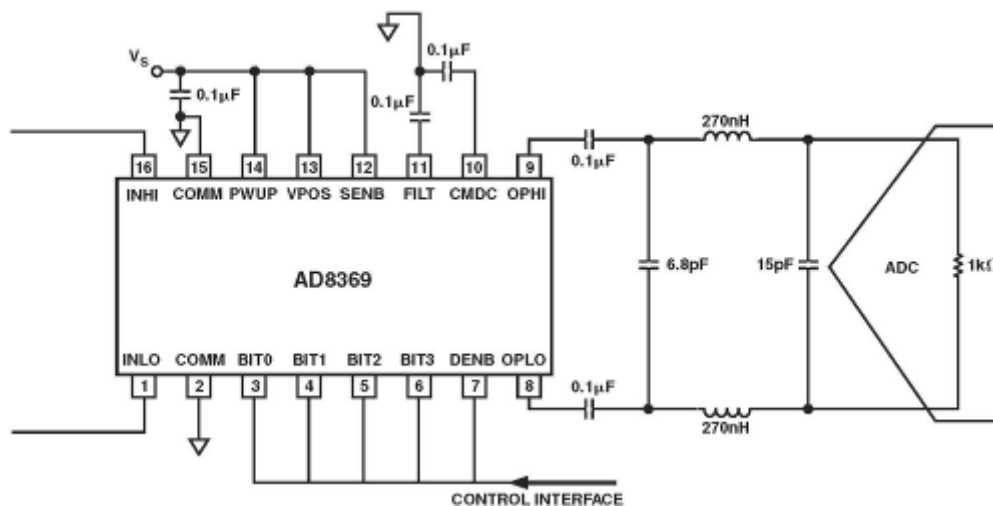 0.1µF
VS
0.1µF
0.1µF
270nH
0.1µF
16 15 14 13 12 11 10 9
INHI COMM PWUP VPOS SENB FILT CMDC OPHI
6.8pF
15pF
ADC
1kΩ
AD8369
INLO COMM BIT0 BIT1 BIT2 BIT3 DENB OPLO
1 2 3 4 5 6 7 8
0.1µF
270nH
CONTROL INTERFACE